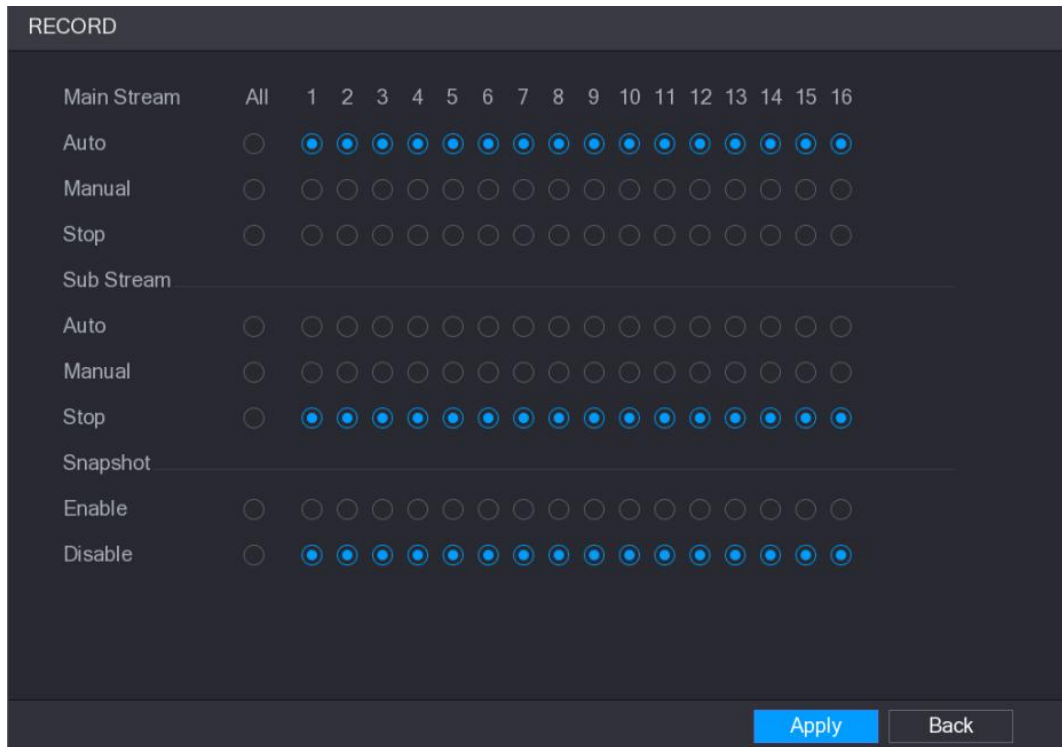 RECORD
Main Stream All 1 2 3 4 5 6 7 8 9 10 11 12 13 14 15 16
Auto
Manual
Stop
Sub Stream
Auto
Manual
Stop
Snapshot
Enable
Disable
Apply Back